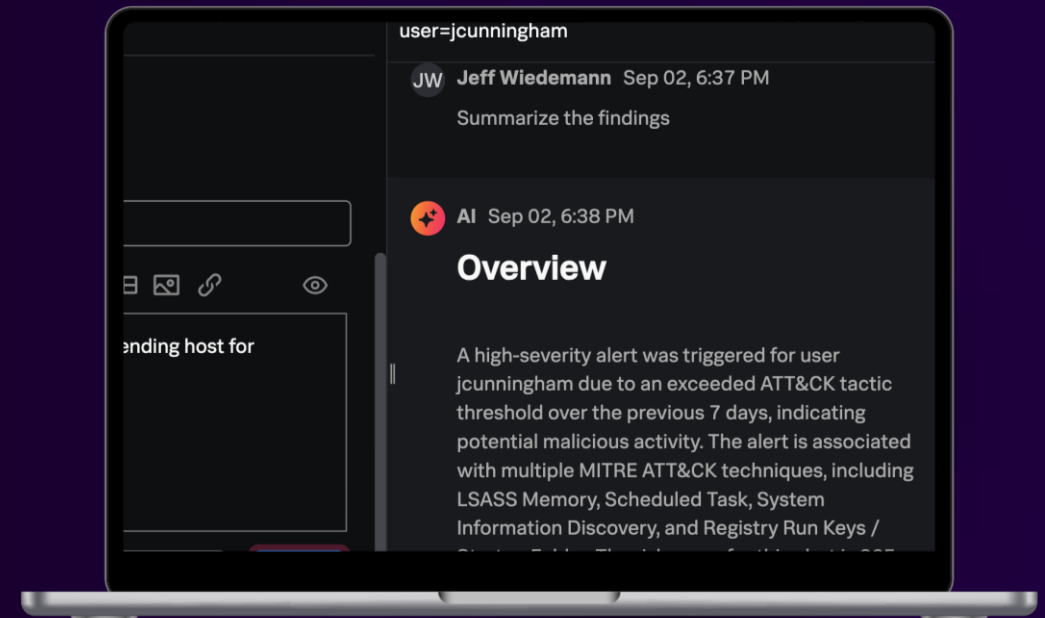 user=jcunningham
JW Jeff Wiedemann Sep 02, 6:37 PM
Summarize the findings
AI Sep 02, 6:38 PM
Overview
ending host for
A high-severity alert was triggered for user
jcunningham due to an exceeded ATT&CK tactic
threshold over the previous 7 days, indicating
potential malicious activity. The alert is associated
with multiple MITRE ATT&CK techniques, including
LSASS Memory, Scheduled Task, System
Information Discovery, and Registry Run Keys /